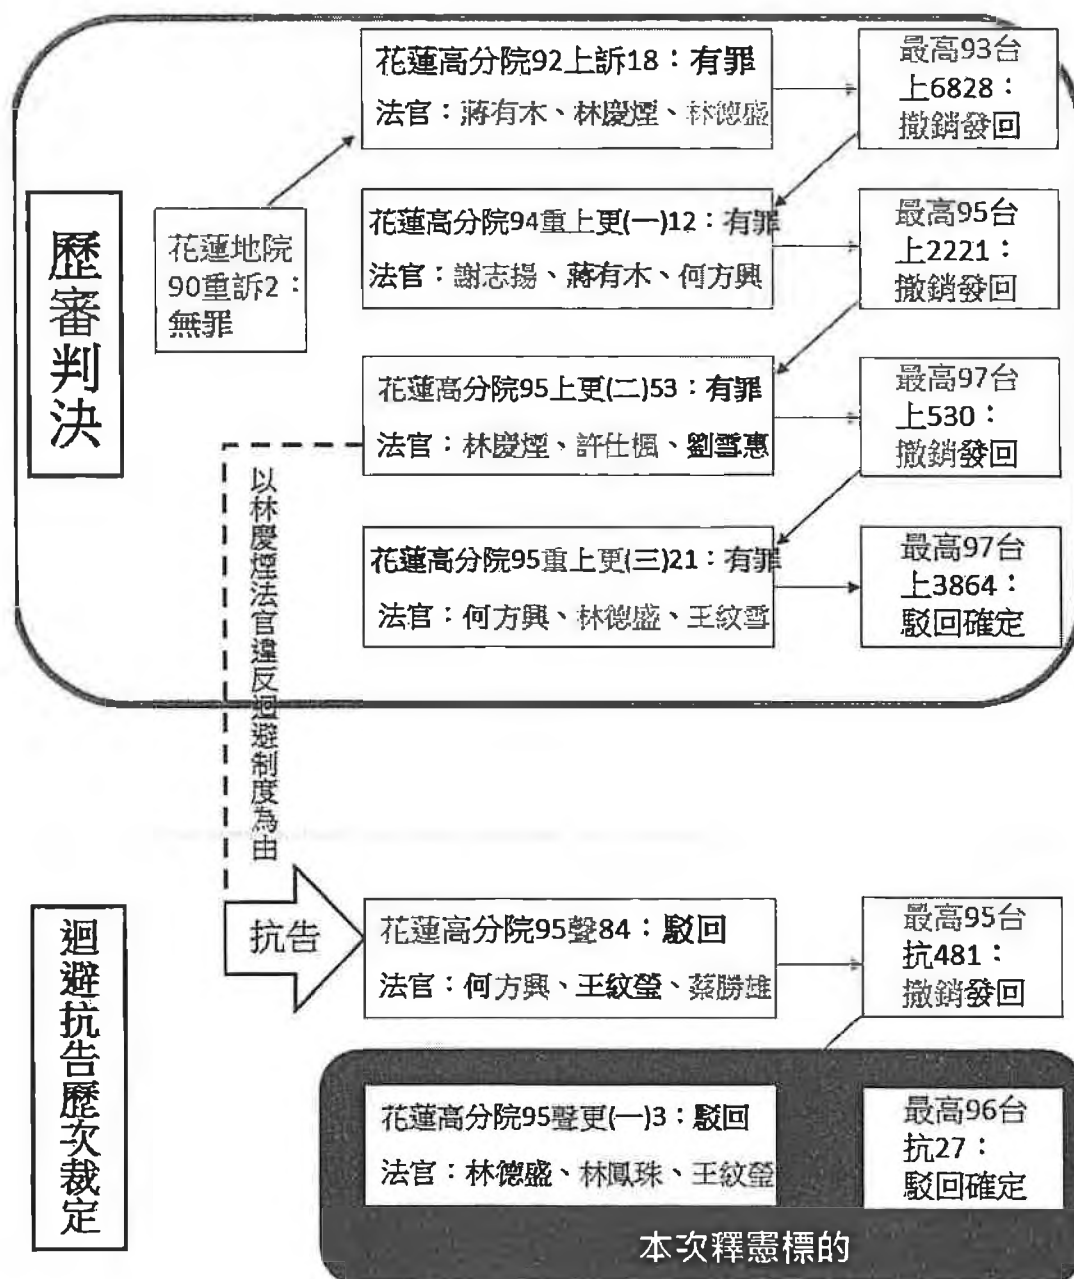 歷審判決
花蓮地院
90重訴2：
無罪
花蓮高分院92上訴18：有罪
法官：蔣有木、林慶煙、林德盛
最高93台
上6828：
撤銷發回
花蓮高分院94重上更(一)12：有罪
法官：謝志揚、蔣有木、何方興
最高95台
上2221：
撤銷發回
花蓮高分院95上更(二)53：有罪
法官：林慶煙、許仕楓、劉雪惠
最高97台
上530：
撤銷發回
花蓮高分院95重上更(三)21：有罪
法官：何方興、林德盛、王紋雪
最高97台
上3864：
駁回確定
以林慶煙法官違反迴避制度為由
迴避抗告歷次裁定
抗告
花蓮高分院95聲84：駁回
法官：何方興、王紋瑩、蔡勝雄
最高95台
抗481：
撤銷發回
花蓮高分院95聲更(一)3：駁回
法官：林德盛、林鳳珠、王紋瑩
最高96台
抗27：
駁回確定
本次釋憲標的